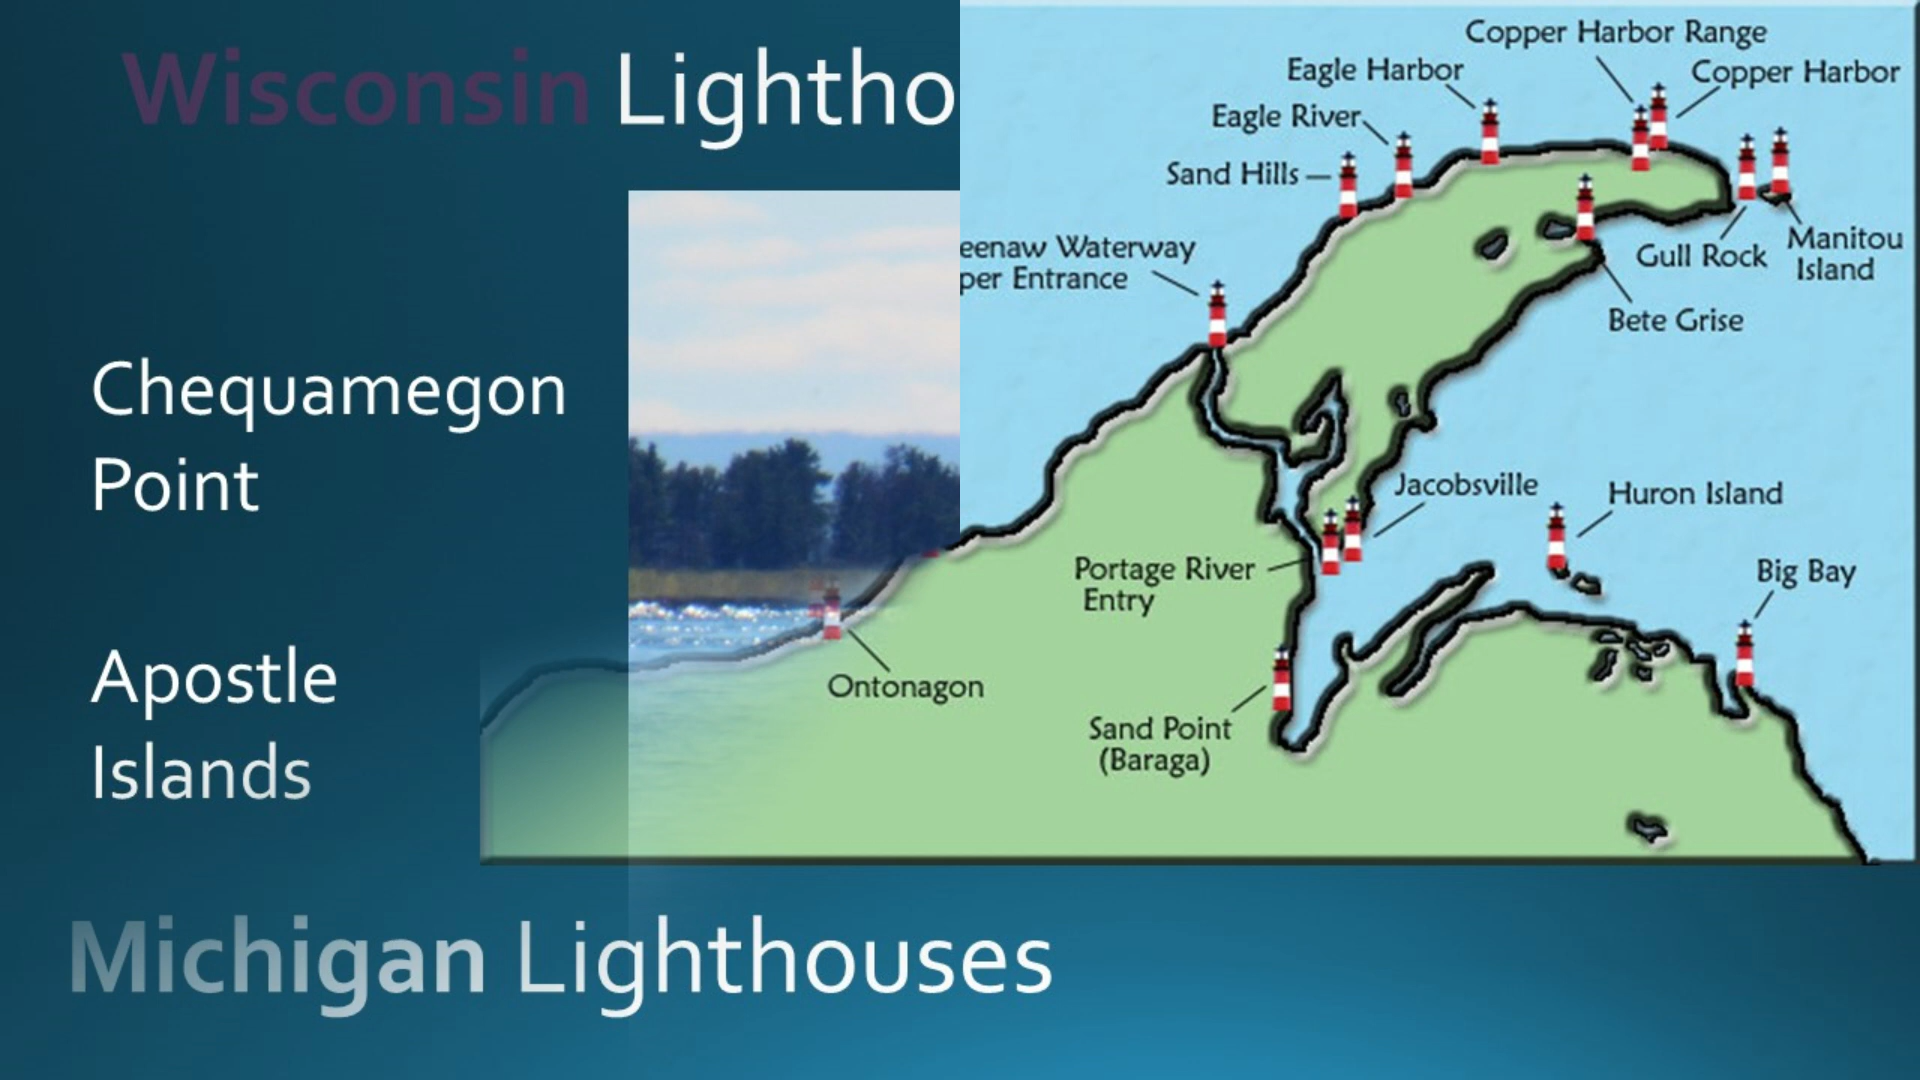 Wisconsin Lightho
Chequamegon
Point
Apostle
Islands
Michigan Lighthouses
Copper Harbor Range
Eagle Harbor
Copper Harbor
Eagle River
Sand Hills
eenaw Waterway
per Entrance
Gull Rock
Manitou
Island
Bete Grise
Jacobsville
Huron Island
Portage River
Entry
Big Bay
Ontonagon
Sand Point
(Baraga)